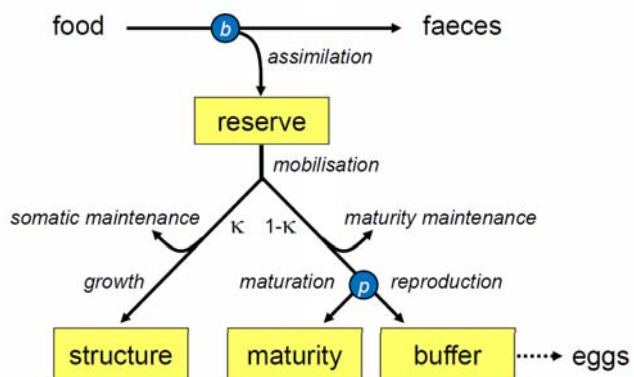 food b faeces
assimilation
reserve
mobilisation
somatic maintenance κ 1-κ maturity maintenance
growth maturation p reproduction
structure maturity buffer eggs